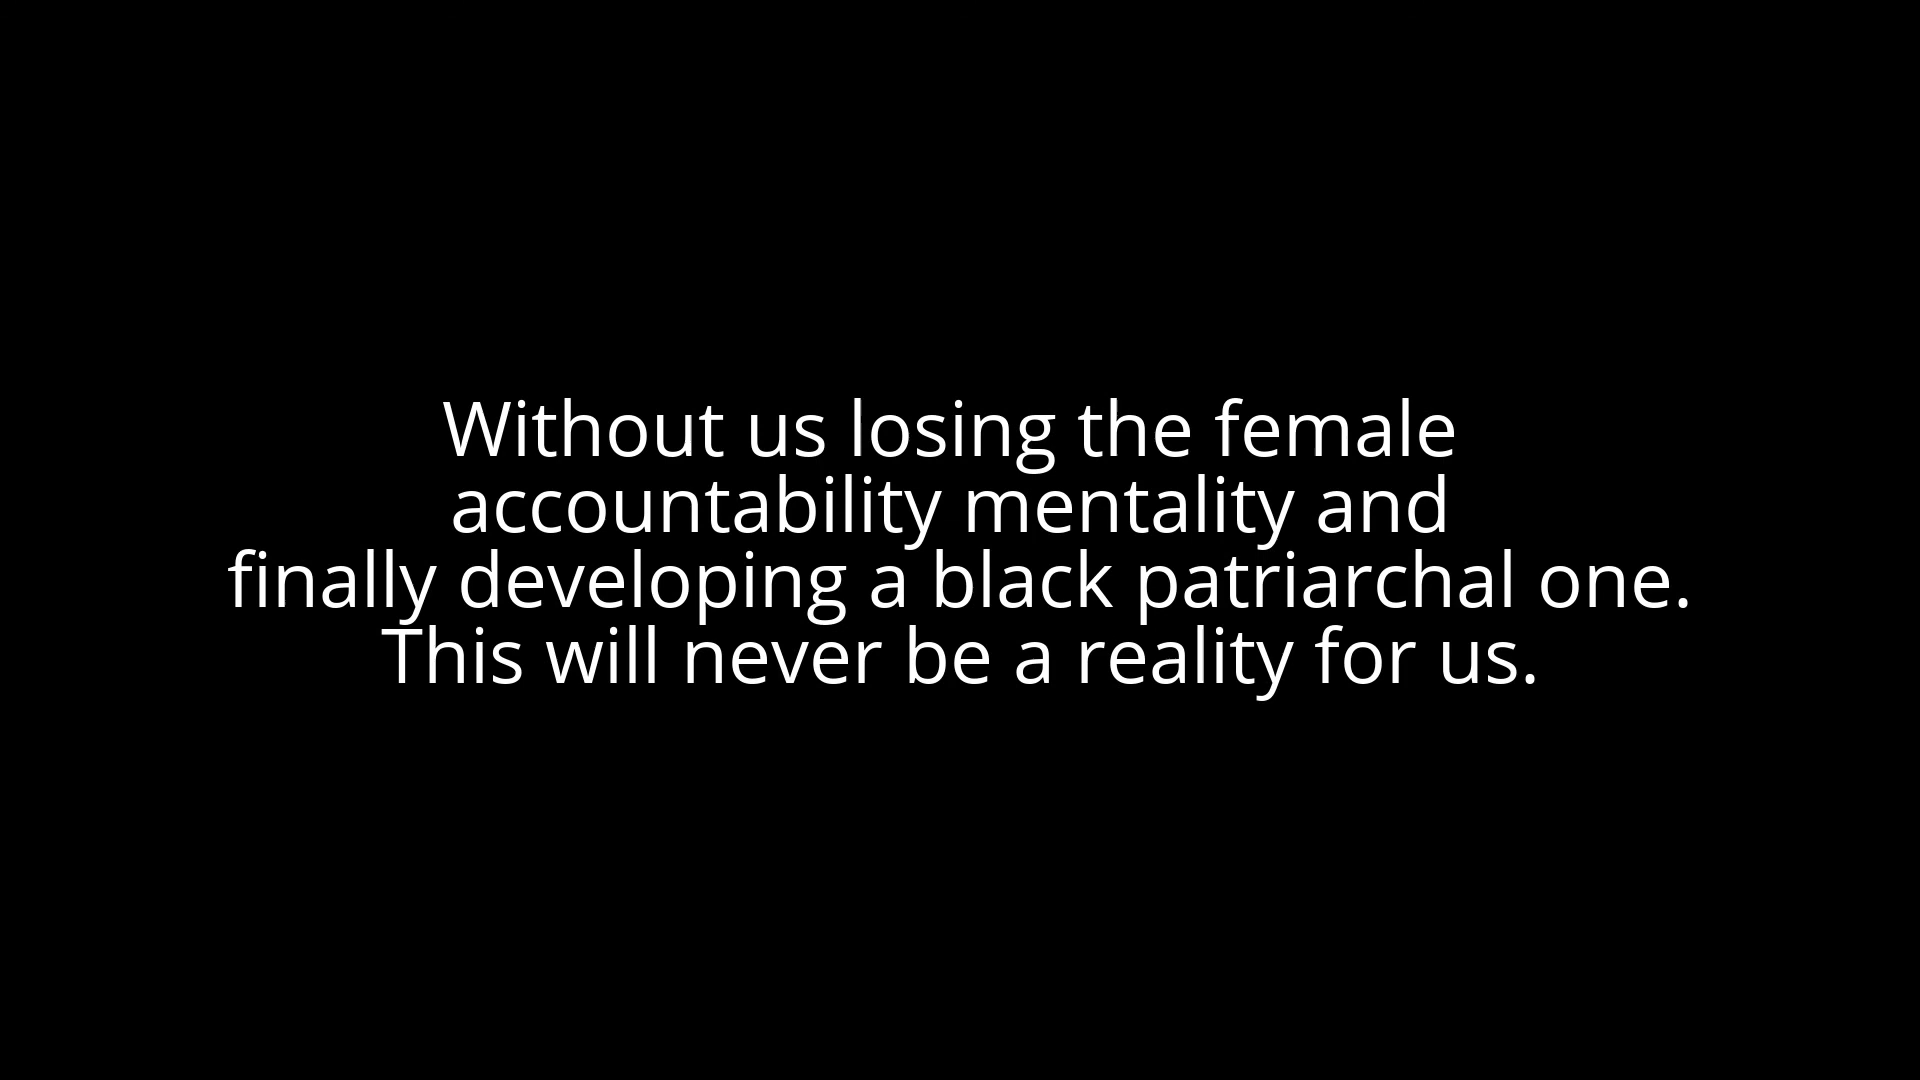 Without us losing the female
accountability mentality and
finally developing a black patriarchal one.
This will never be a reality for us.